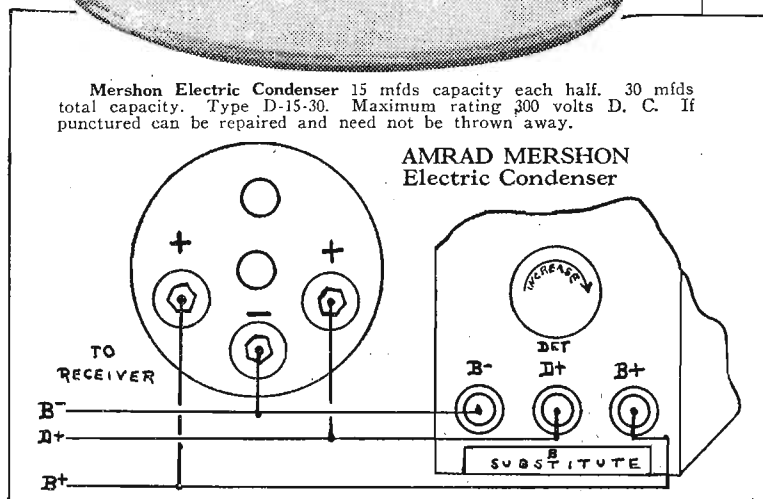 Mershon Electric Condenser 15 mfds capacity each half. 30 mfds
total capacity. Type D-15-30. Maximum rating 300 volts D. C. If
punctured can be repaired and need not be thrown away.
AMRAD MERSHON
Electric Condenser
+ +
−
INCREASE
DET
B- D+ B+
TO
RECEIVER
B-
D+
B+
B
SUBSTITUTE